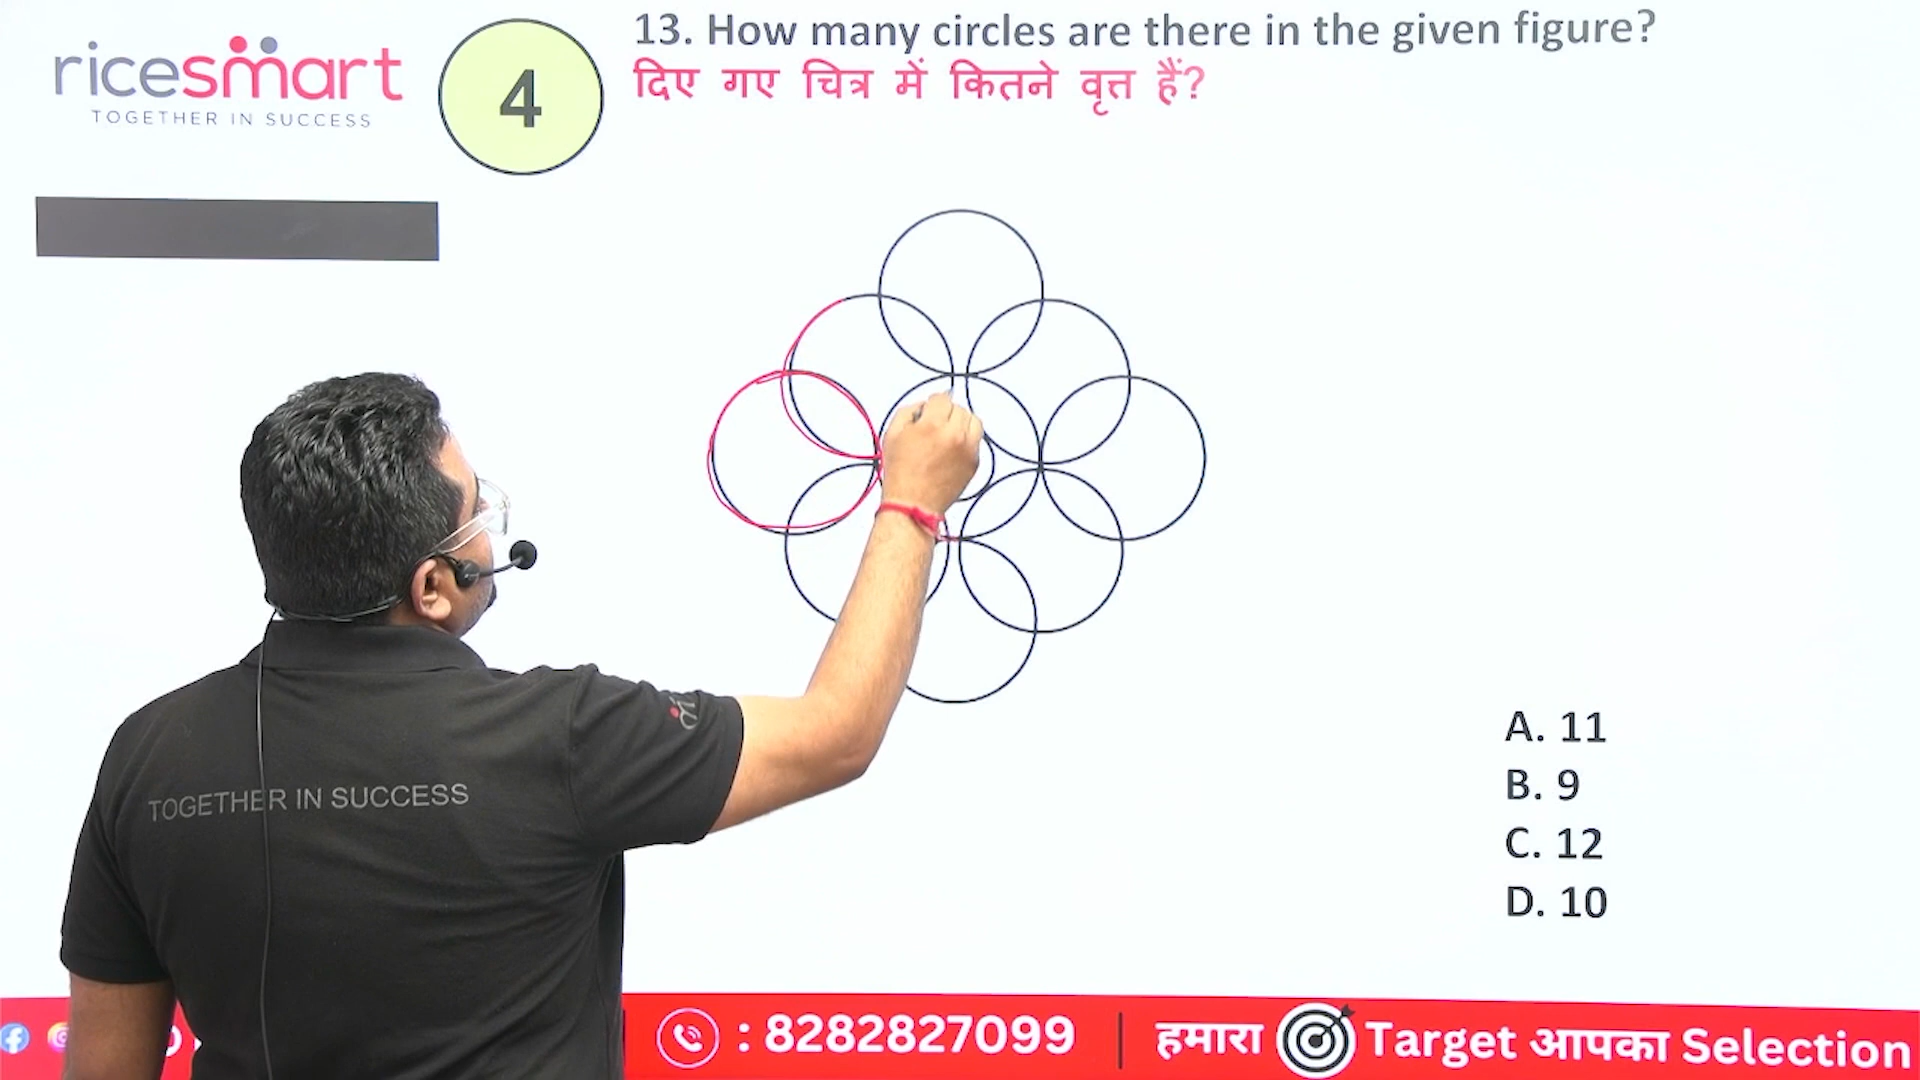 ricesmart
TOGETHER IN SUCCESS
4
13. How many circles are there in the given figure?
दिए गए चित्र में कितने वृत्त हैं?
A. 11
B. 9
C. 12
D. 10
TOGETHER IN SUCCESS
: 8282827099 | हमारा Target आपका Selection